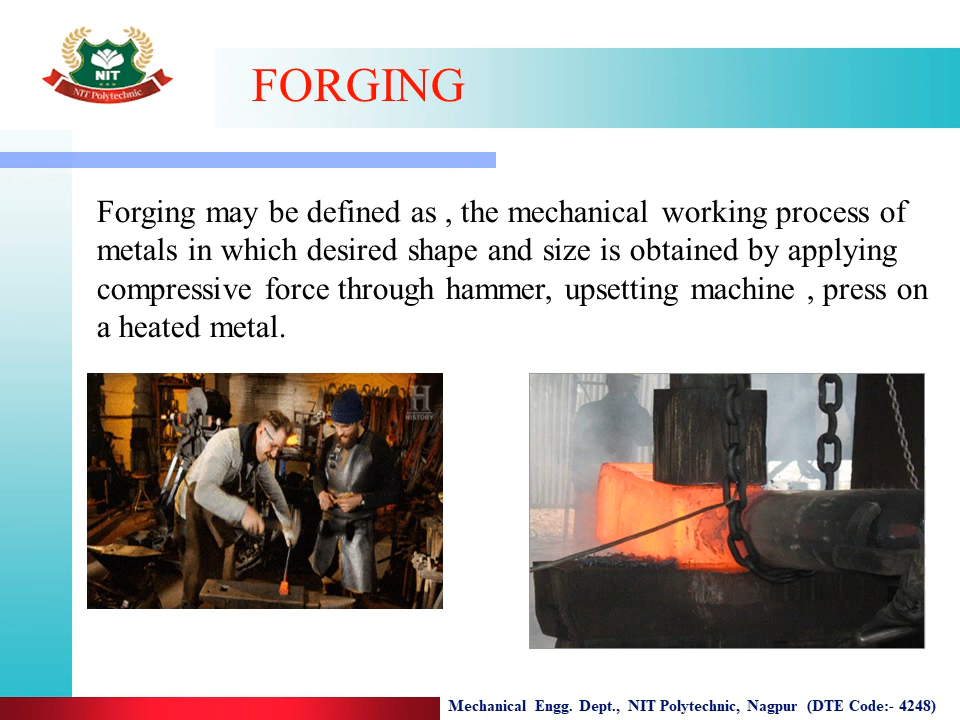 NIT
NIT Polytechnic
FORGING
Forging may be defined as , the mechanical working process of
metals in which desired shape and size is obtained by applying
compressive force through hammer, upsetting machine , press on
a heated metal.
H
HISTORY
Mechanical Engg. Dept., NIT Polytechnic, Nagpur (DTE Code:- 4248)